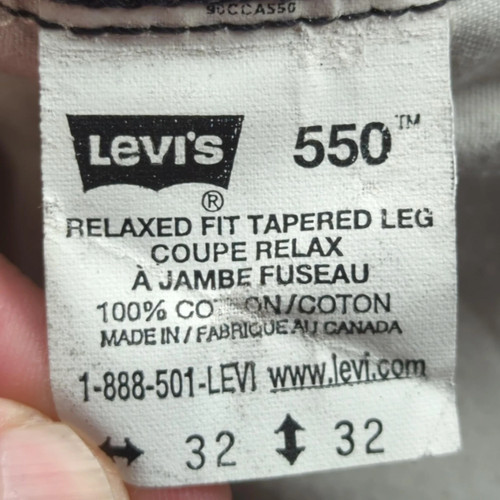 Levi's ® 550™
RELAXED FIT TAPERED LEG
COUPE RELAX
À JAMBE FUSEAU
100% /COTON
MADE IN / FABRIQUE AU CANADA
1-888-501-LEVI www.levi.com
↔ 32 ↕ 32